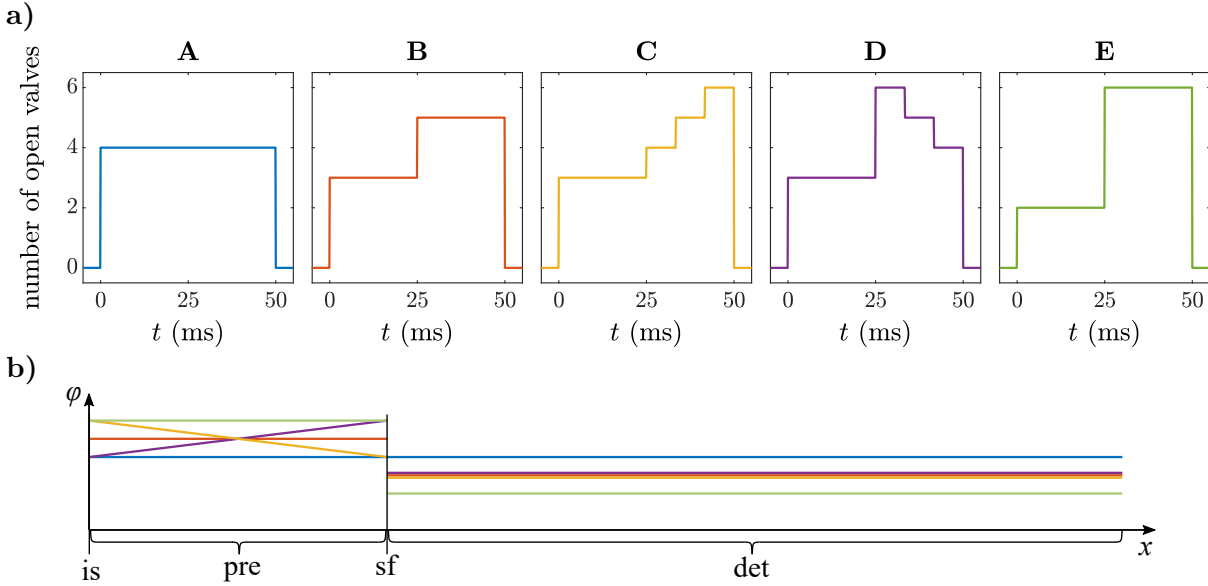 a)
A B C D E
number of open valves
6
4
2
0
0 25 50 0 25 50 0 25 50 0 25 50 0 25 50
t (ms) t (ms) t (ms) t (ms) t (ms)
b)
φ
x
is pre sf det